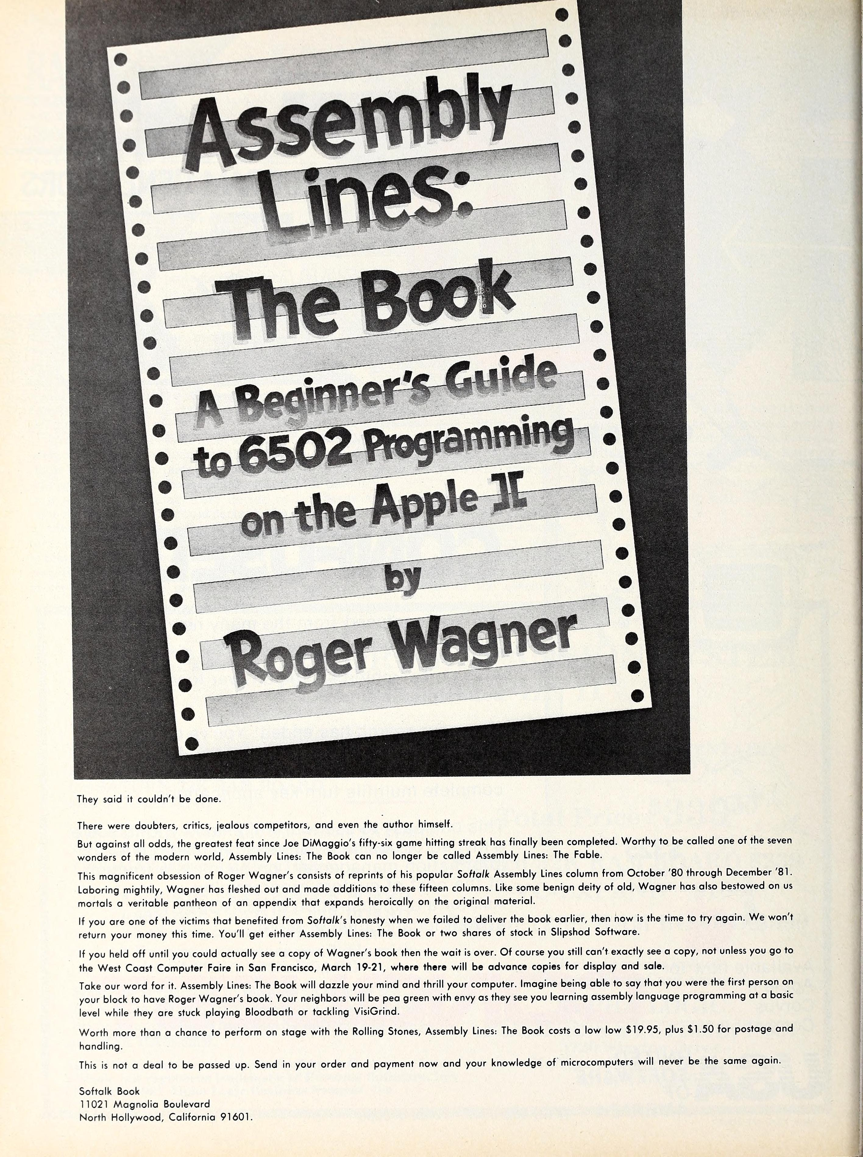 Assembly
Lines:
The Book
A Beginner's Guide
to 6502 Programming
on the Apple ][
by
Roger Wagner
They said it couldn't be done.
There were doubters, critics, jealous competitors, and even the author himself.
But against all odds, the greatest feat since Joe DiMaggio's fifty-six game hitting streak has finally been completed. Worthy to be called one of the seven
wonders of the modern world, Assembly Lines: The Book can no longer be called Assembly Lines: The Fable.
This magnificent obsession of Roger Wagner's consists of reprints of his popular Softalk Assembly Lines column from October '80 through December '81.
Laboring mightily, Wagner has fleshed out and made additions to these fifteen columns. Like some benign deity of old, Wagner has also bestowed on us
mortals a veritable pantheon of an appendix that expands heroically on the original material.
If you are one of the victims that benefited from Softalk's honesty when we failed to deliver the book earlier, then now is the time to try again. We won't
return your money this time. You'll get either Assembly Lines: The Book or two shares of stock in Slipshod Software.
If you held off until you could actually see a copy of Wagner's book then the wait is over. Of course you still can't exactly see a copy, not unless you go to
the West Coast Computer Faire in San Francisco, March 19-21, where there will be advance copies for display and sale.
Take our word for it. Assembly Lines: The Book will dazzle your mind and thrill your computer. Imagine being able to say that you were the first person on
your block to have Roger Wagner's book. Your neighbors will be pea green with envy as they see you learning assembly language programming at a basic
level while they are stuck playing Bloodbath or tackling VisiGrind.
Worth more than a chance to perform on stage with the Rolling Stones, Assembly Lines: The Book costs a low low $19.95, plus $1.50 for postage and
handling.
This is not a deal to be passed up. Send in your order and payment now and your knowledge of microcomputers will never be the same again.
Softalk Book
11021 Magnolia Boulevard
North Hollywood, California 91601.